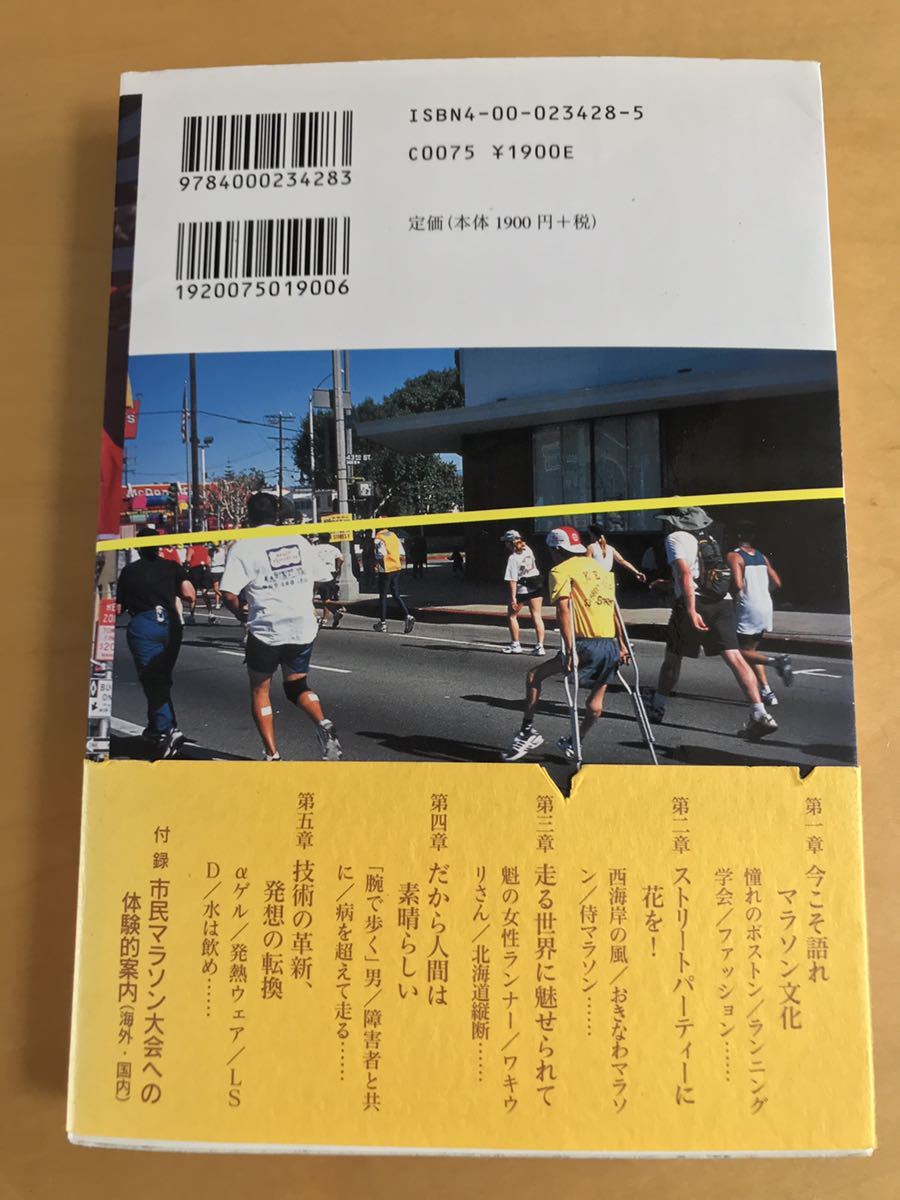 ISBN4-00-023428-5
C0075 ¥1900E
9784000234283
定価(本体1900円+税)
1920075019006
43RD ST.
第一章 今こそ語れ
マラソン文化
憧れのボストン/ランニング
学会/ファッション……
第二章 ストリートパーティーに
花を!
西海岸の風/おきなわマラソ
ン/侍マラソン……
第三章 走る世界に魅せられて
魁の女性ランナー/ワキウ
リさん/北海道縦断……
第四章 だから人間は
素晴らしい
「腕で歩く」男/障害者と共
に/病を超えて走る……
第五章 技術の革新、
発想の転換
αゲル/発熱ウェア/LS
D/水は飲め……
付録 市民マラソン大会への
体験的案内(海外・国内)